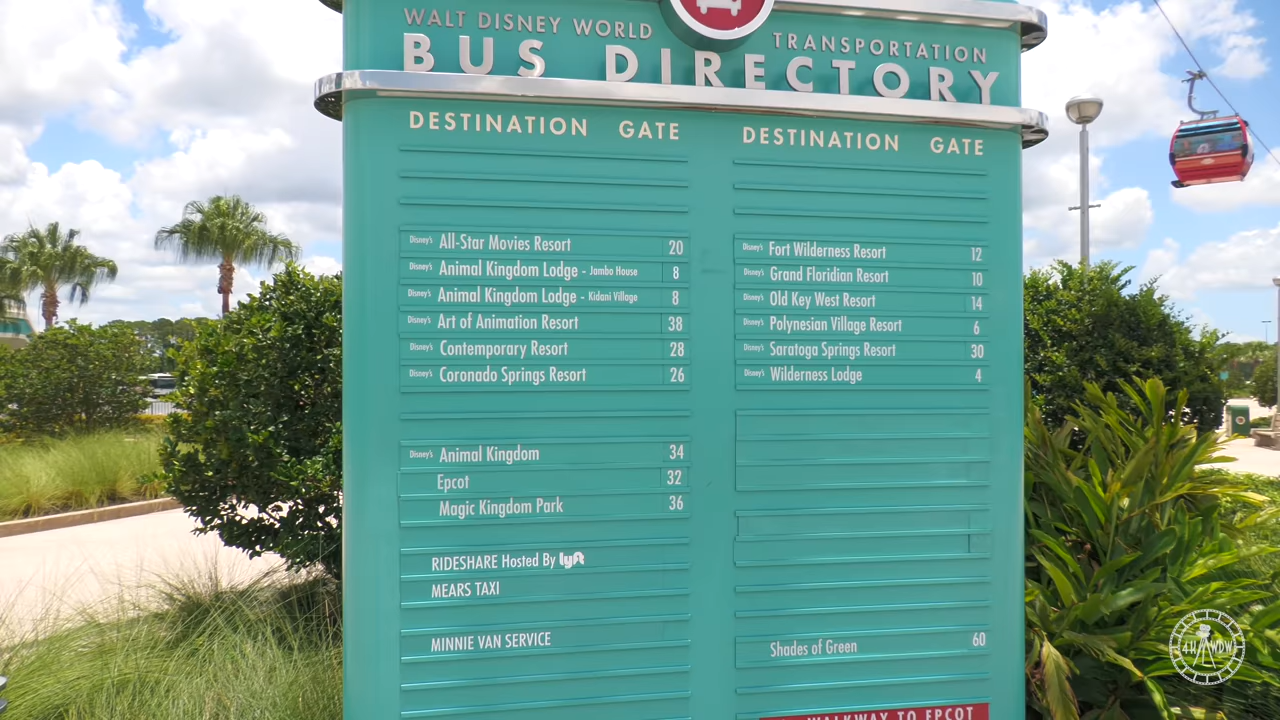 WALT DISNEY WORLD TRANSPORTATION
BUS DIRECTORY
DESTINATION GATE
Disney's All-Star Movies Resort 20
Disney's Animal Kingdom Lodge - Jambo House 8
Disney's Animal Kingdom Lodge - Kidani Village 8
Disney's Art of Animation Resort 38
Disney's Contemporary Resort 28
Disney's Coronado Springs Resort 26
Disney's Animal Kingdom 34
Epcot 32
Magic Kingdom Park 36
RIDESHARE Hosted By lyft
MEARS TAXI
MINNIE VAN SERVICE
DESTINATION GATE
Disney's Fort Wilderness Resort 12
Disney's Grand Floridian Resort 10
Disney's Old Key West Resort 14
Disney's Polynesian Village Resort 6
Disney's Saratoga Springs Resort 30
Disney's Wilderness Lodge 4
Shades of Green 60
WALKWAY TO EPCOT
4H WDW